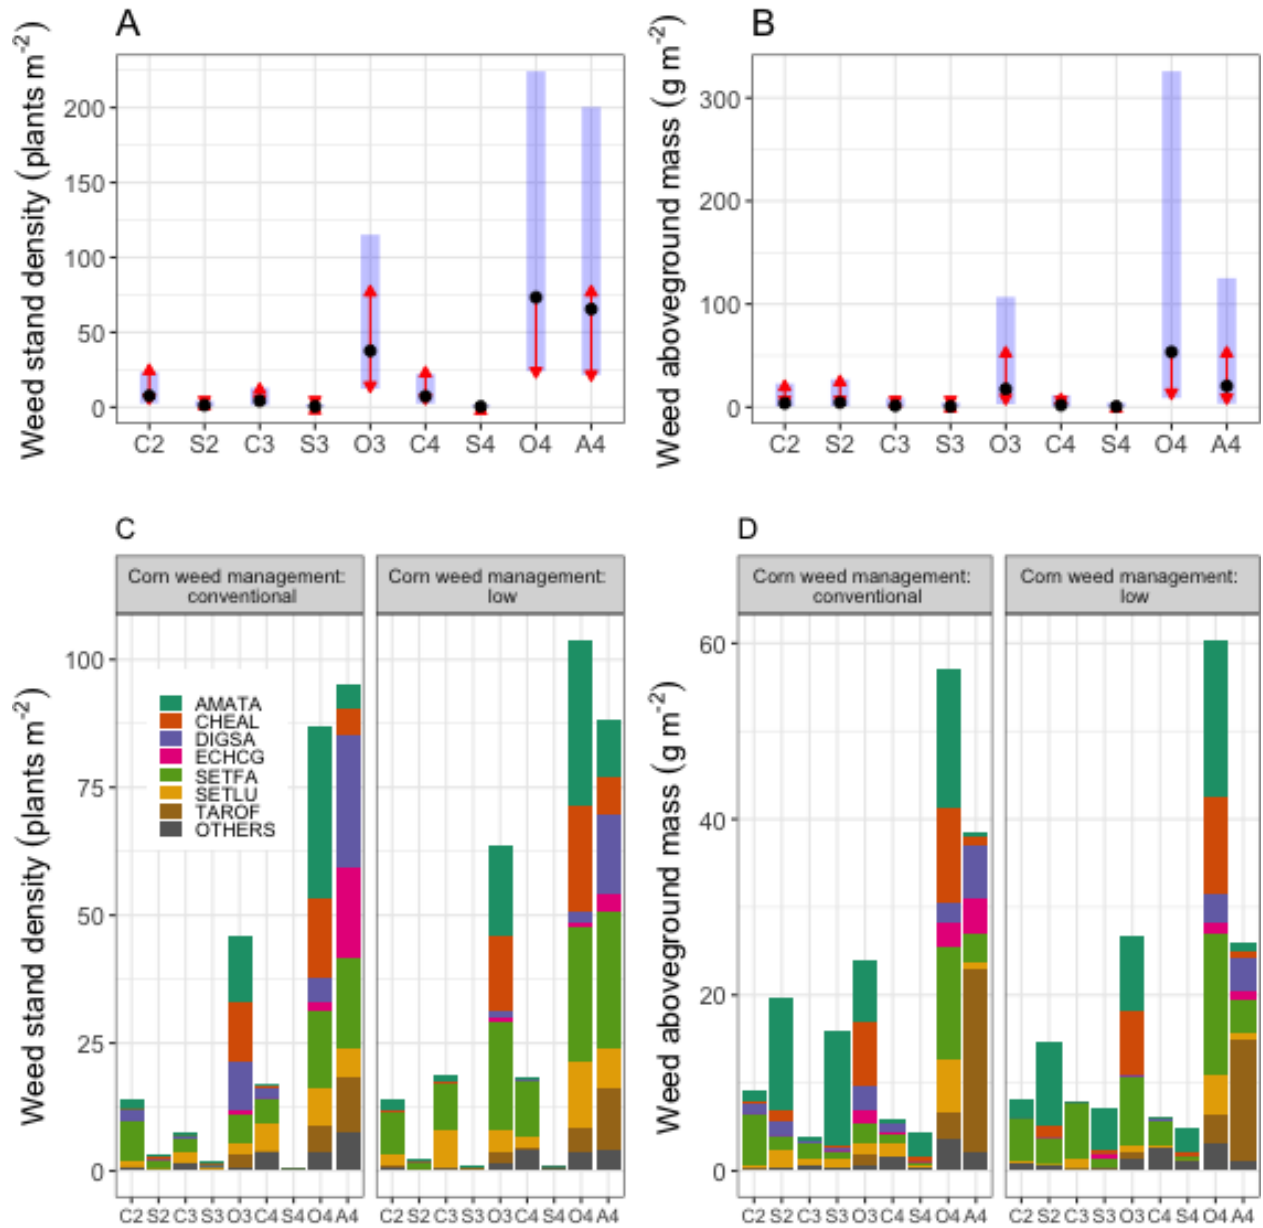 A
Weed stand density (plants m-2)
200
150
100
50
0
C2 S2 C3 S3 O3 C4 S4 O4 A4
B
Weed aboveground mass (g m-2)
300
200
100
0
C2 S2 C3 S3 O3 C4 S4 O4 A4
C
Corn weed management:
conventional
Corn weed management:
low
Weed stand density (plants m-2)
100
75
50
25
0
AMATA
CHEAL
DIGSA
ECHCG
SETFA
SETLU
TAROF
OTHERS
C2 S2 C3 S3 O3 C4 S4 O4 A4
C2 S2 C3 S3 O3 C4 S4 O4 A4
D
Corn weed management:
conventional
Corn weed management:
low
Weed aboveground mass (g m-2)
60
40
20
0
C2 S2 C3 S3 O3 C4 S4 O4 A4
C2 S2 C3 S3 O3 C4 S4 O4 A4